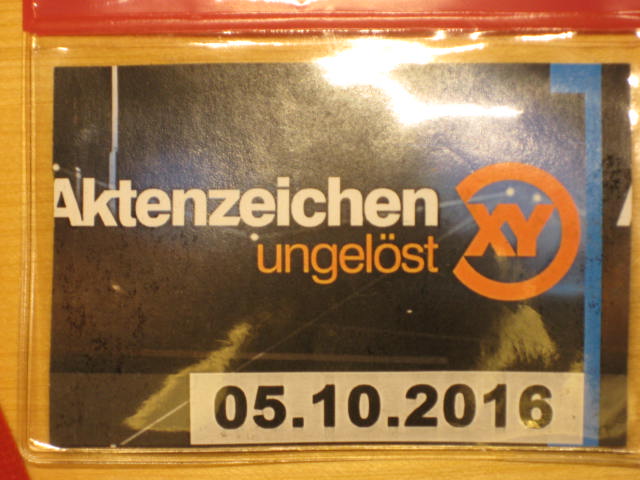 Aktenzeichen
ungelöst
XY
05.10.2016